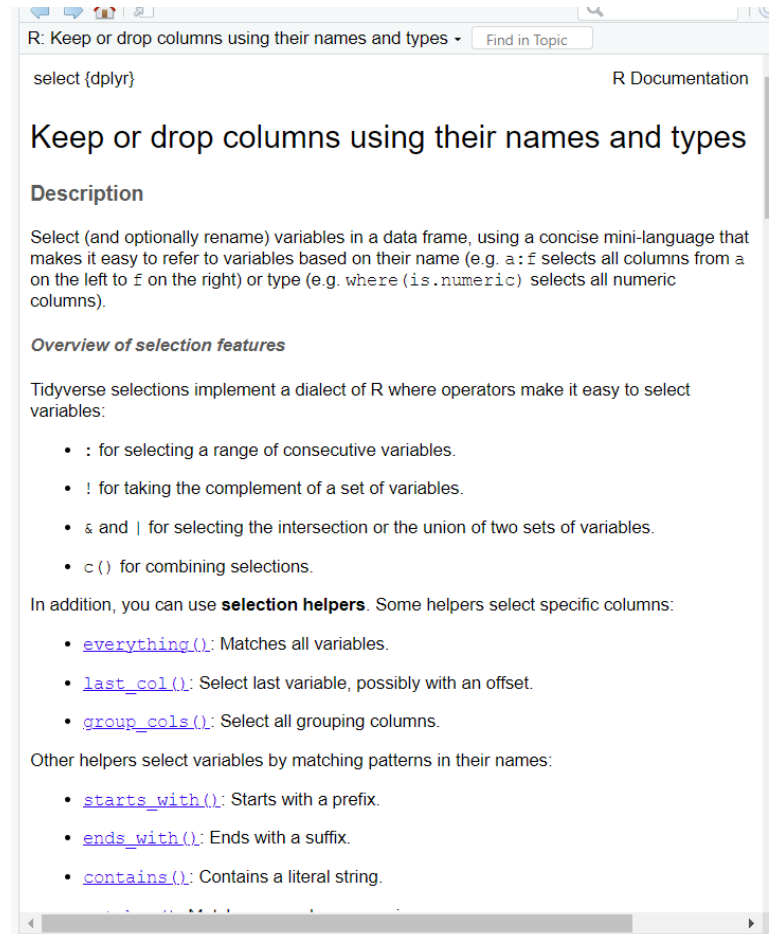 R: Keep or drop columns using their names and types
Find in Topic
select {dplyr}
R Documentation
Keep or drop columns using their names and types
Description
Select (and optionally rename) variables in a data frame, using a concise mini-language that
makes it easy to refer to variables based on their name (e.g. a:f selects all columns from a
on the left to f on the right) or type (e.g. where(is.numeric) selects all numeric
columns).
Overview of selection features
Tidyverse selections implement a dialect of R where operators make it easy to select
variables:
• : for selecting a range of consecutive variables.
• ! for taking the complement of a set of variables.
• & and | for selecting the intersection or the union of two sets of variables.
• c() for combining selections.
In addition, you can use selection helpers. Some helpers select specific columns:
• everything(): Matches all variables.
• last_col(): Select last variable, possibly with an offset.
• group_cols(): Select all grouping columns.
Other helpers select variables by matching patterns in their names:
• starts_with(): Starts with a prefix.
• ends_with(): Ends with a suffix.
• contains(): Contains a literal string.